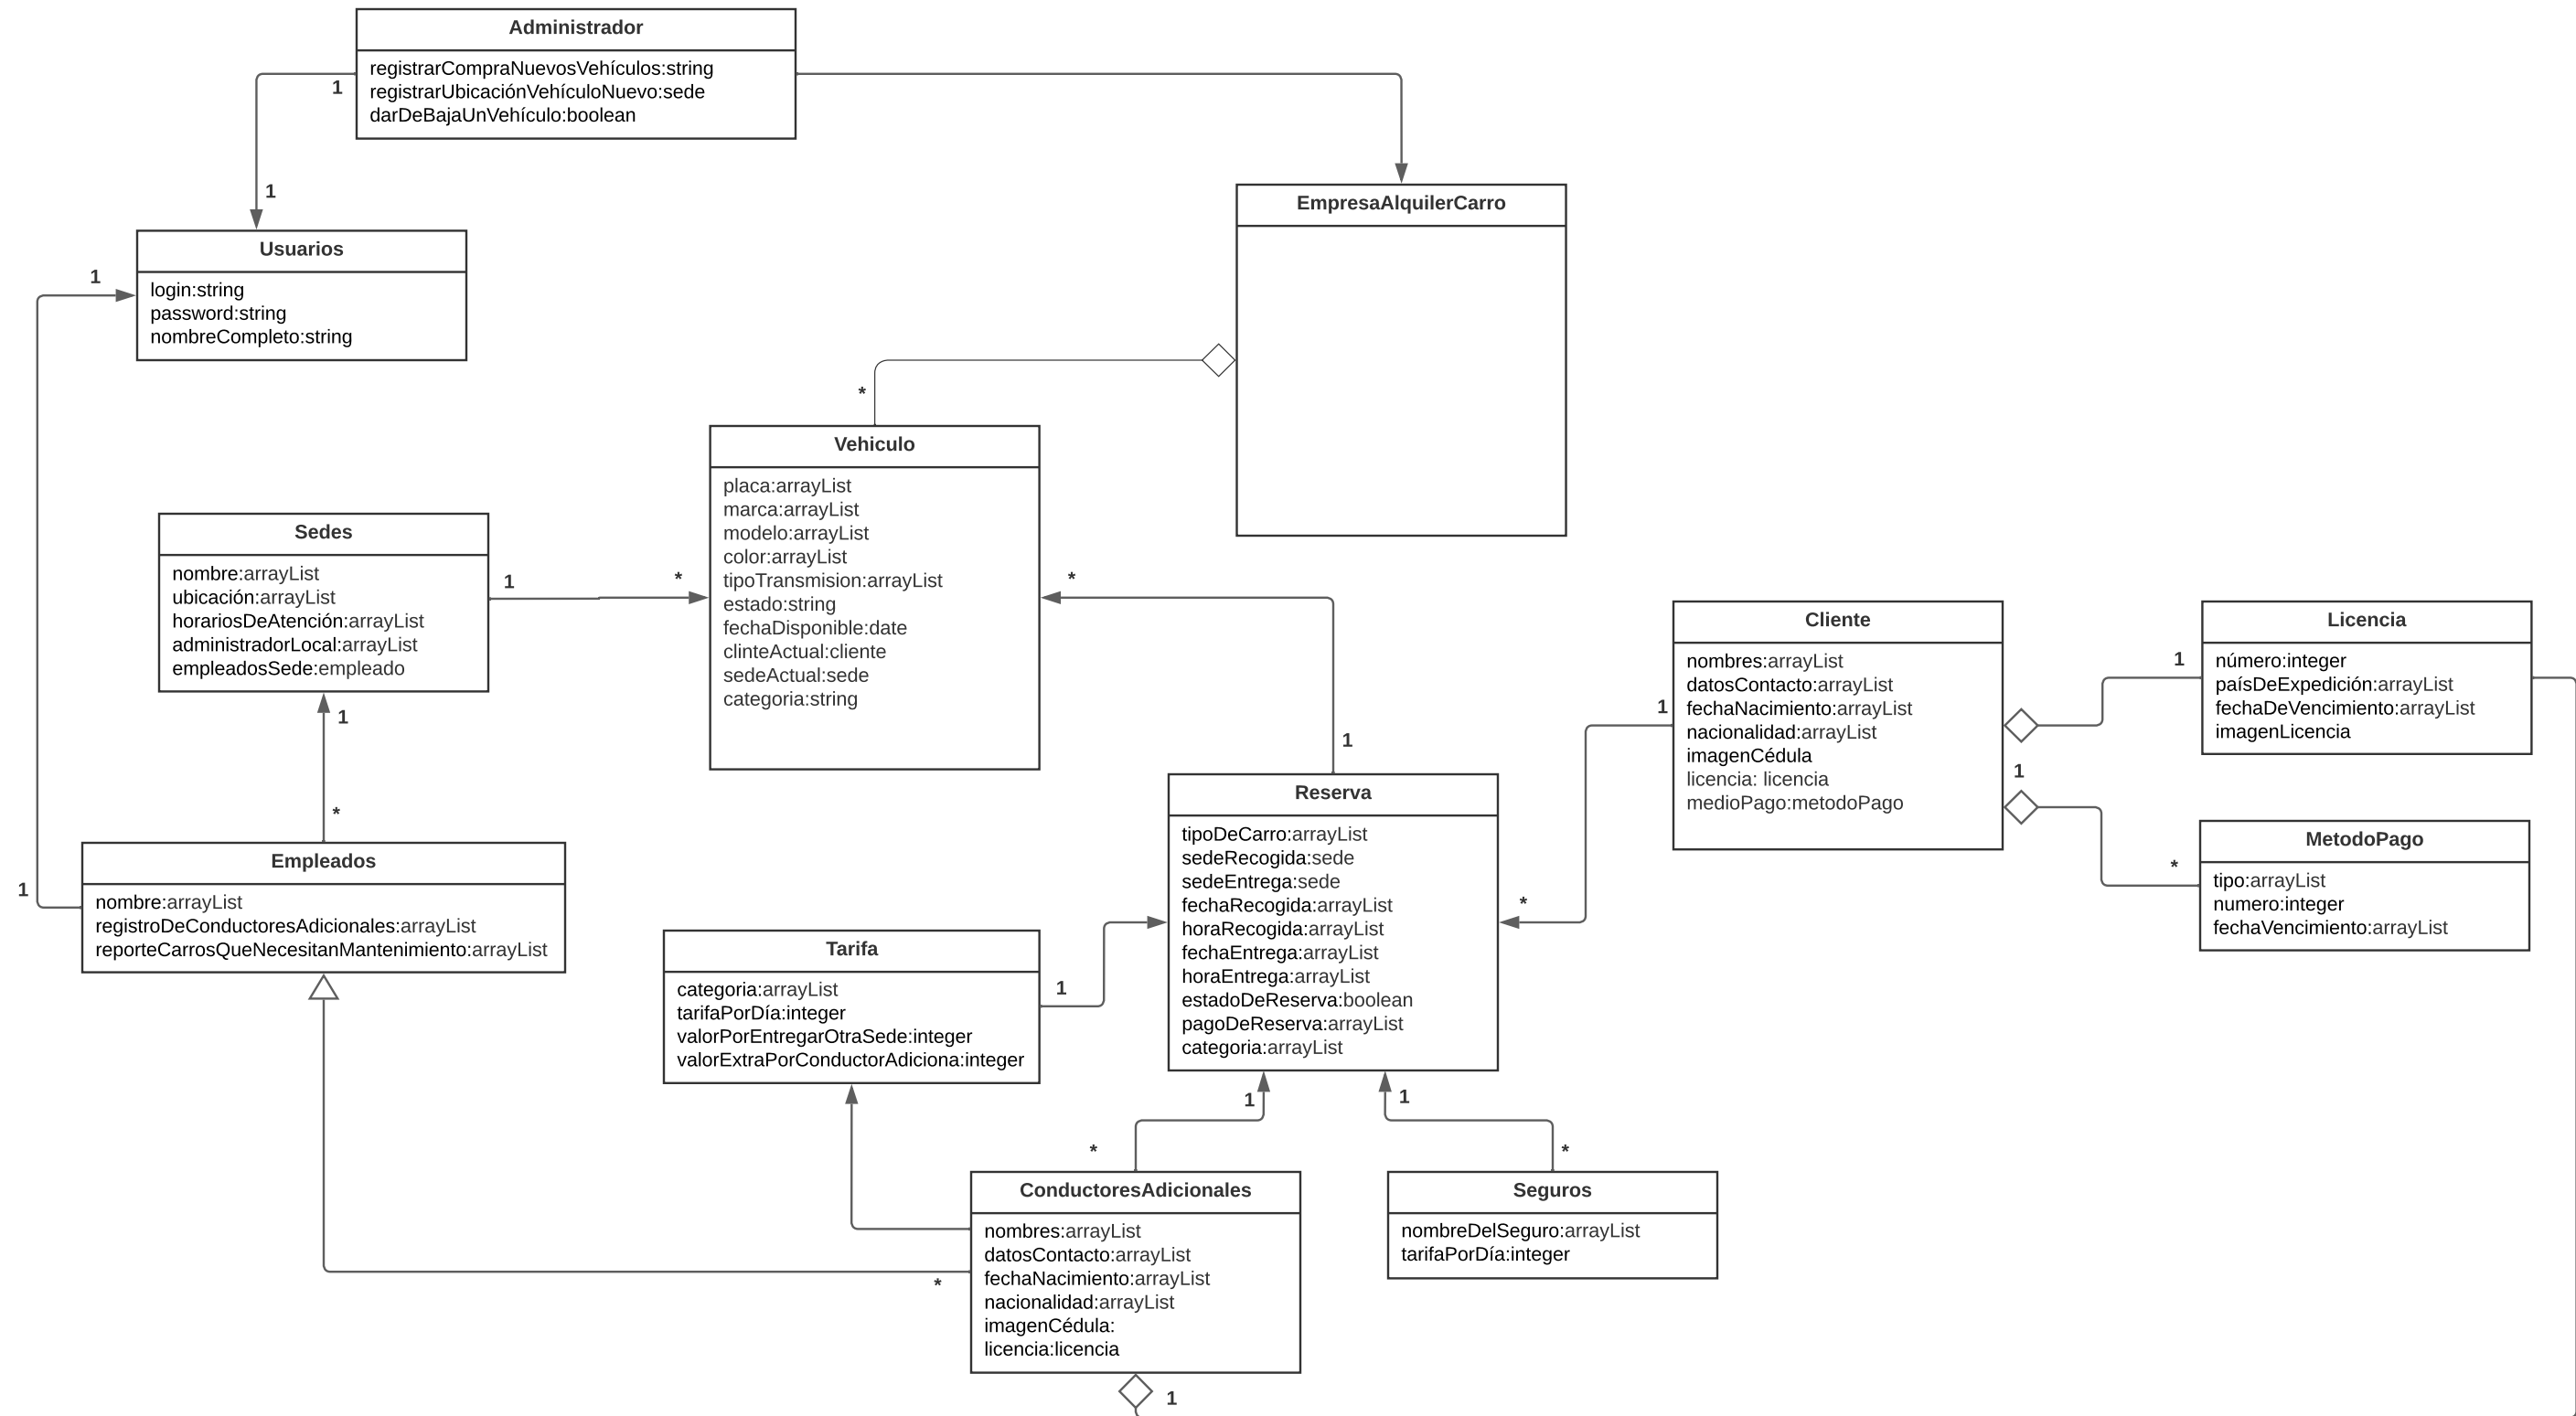 Administrador
registrarCompraNuevosVehículos:string
registrarUbicaciónVehículoNuevo:sede
darDeBajaUnVehículo:boolean
1
1
EmpresaAlquilerCarro
Usuarios
login:string
password:string
nombreCompleto:string
1
*
Vehiculo
placa:arrayList
marca:arrayList
modelo:arrayList
color:arrayList
tipoTransmision:arrayList
estado:string
fechaDisponible:date
clinteActual:cliente
sedeActual:sede
categoria:string
Sedes
nombre:arrayList
ubicación:arrayList
horariosDeAtención:arrayList
administradorLocal:arrayList
empleadosSede:empleado
1
*
*
1
1
*
Cliente
nombres:arrayList
datosContacto:arrayList
fechaNacimiento:arrayList
nacionalidad:arrayList
imagenCédula
licencia: licencia
medioPago:metodoPago
1
*
Licencia
número:integer
paísDeExpedición:arrayList
fechaDeVencimiento:arrayList
imagenLicencia
1
1
*
MetodoPago
tipo:arrayList
numero:integer
fechaVencimiento:arrayList
Reserva
tipoDeCarro:arrayList
sedeRecogida:sede
sedeEntrega:sede
fechaRecogida:arrayList
horaRecogida:arrayList
fechaEntrega:arrayList
horaEntrega:arrayList
estadoDeReserva:boolean
pagoDeReserva:arrayList
categoria:arrayList
Empleados
nombre:arrayList
registroDeConductoresAdicionales:arrayList
reporteCarrosQueNecesitanMantenimiento:arrayList
1
Tarifa
categoria:arrayList
tarifaPorDía:integer
valorPorEntregarOtraSede:integer
valorExtraPorConductorAdiciona:integer
1
1
*
1
*
ConductoresAdicionales
nombres:arrayList
datosContacto:arrayList
fechaNacimiento:arrayList
nacionalidad:arrayList
imagenCédula:
licencia:licencia
*
1
Seguros
nombreDelSeguro:arrayList
tarifaPorDía:integer